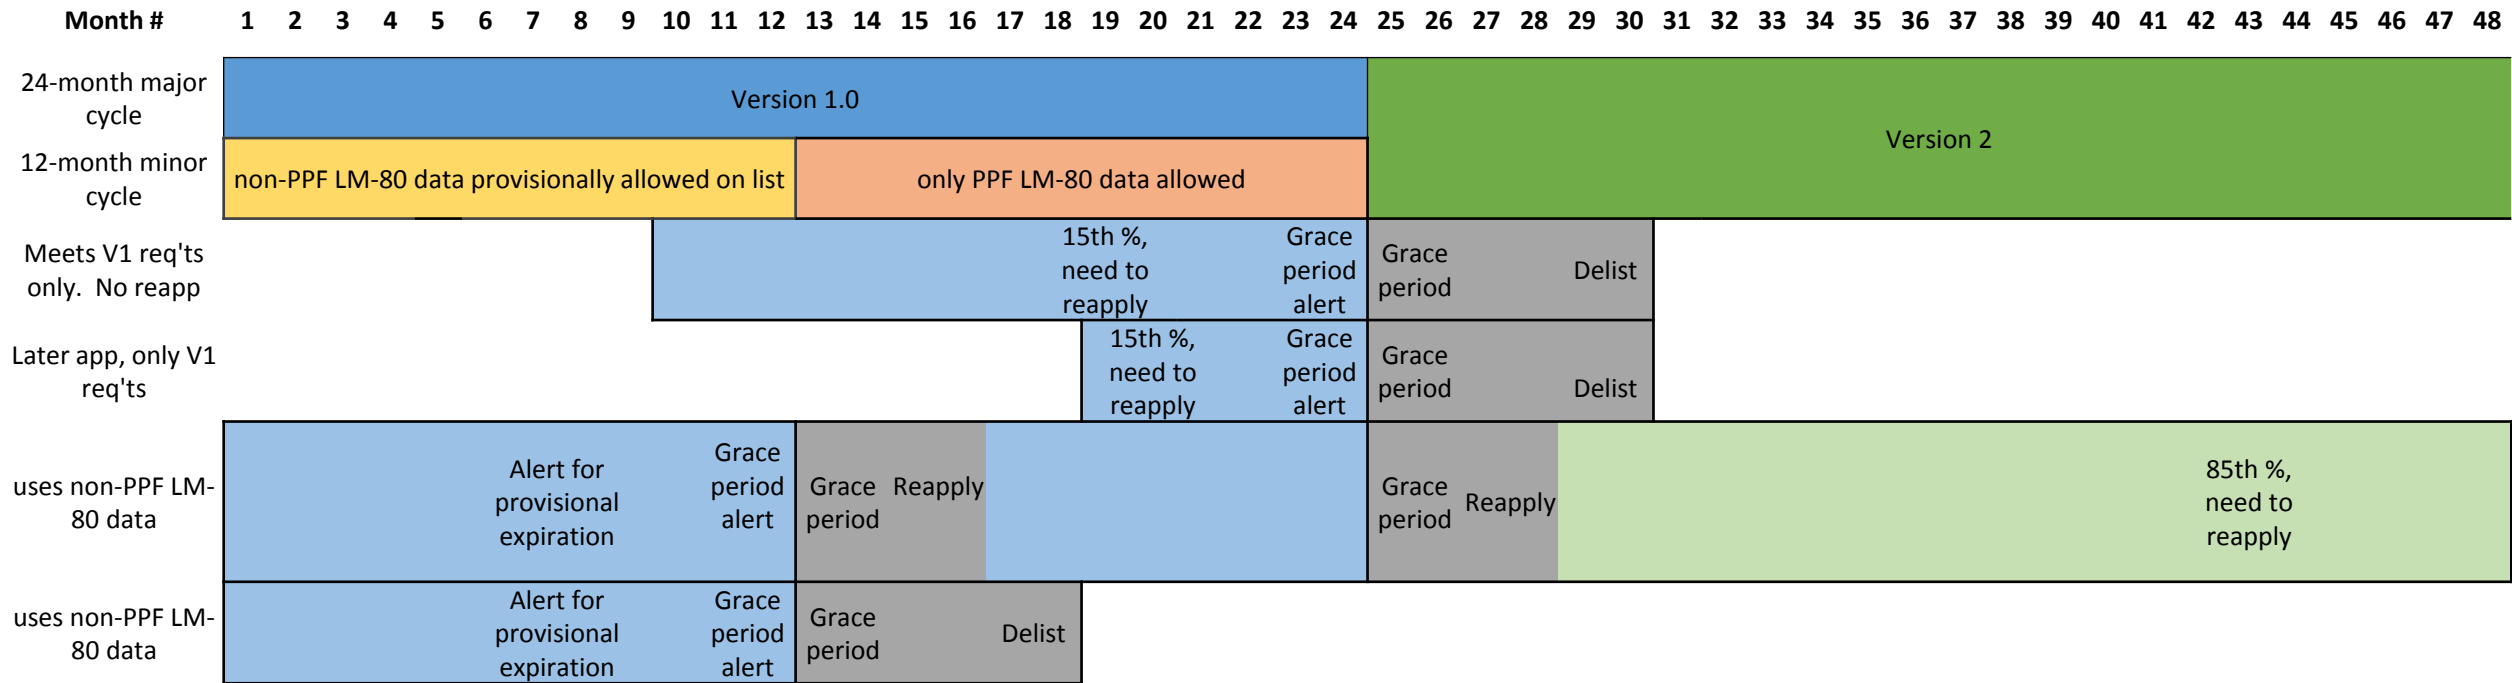 Month # 1 2 3 4 5 6 7 8 9 10 11 12 13 14 15 16 17 18 19 20 21 22 23 24 25 26 27 28 29 30 31 32 33 34 35 36 37 38 39 40 41 42 43 44 45 46 47 48
24-month major
cycle
Version 1.0
Version 2
12-month minor
cycle
non-PPF LM-80 data provisionally allowed on list
only PPF LM-80 data allowed
Meets V1 req'ts
only. No reapp
15th %,
need to
reapply
Grace
period
alert
Grace
period
Delist
Later app, only V1
req'ts
15th %,
need to
reapply
Grace
period
alert
Grace
period
Delist
uses non-PPF LM-
80 data
Alert for
provisional
expiration
Grace
period
alert
Grace
period
Reapply
Grace
period
Reapply
85th %,
need to
reapply
uses non-PPF LM-
80 data
Alert for
provisional
expiration
Grace
period
alert
Grace
period
Delist